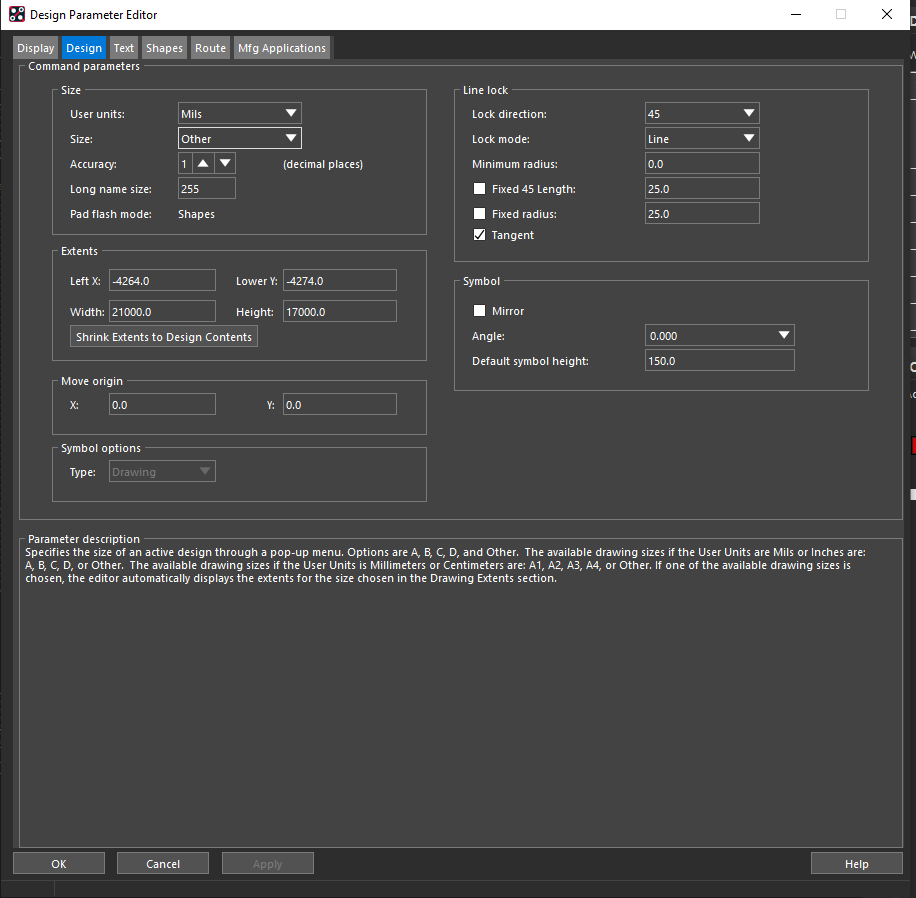 Design Parameter Editor
Display Design Text Shapes Route Mfg Applications
Command parameters
Size
User units: Mils
Size: Other
Accuracy: 1 (decimal places)
Long name size: 255
Pad flash mode: Shapes
Extents
Left X: -4264.0 Lower Y: -4274.0
Width: 21000.0 Height: 17000.0
Shrink Extents to Design Contents
Move origin
X: 0.0 Y: 0.0
Symbol options
Type: Drawing
Line lock
Lock direction: 45
Lock mode: Line
Minimum radius: 0.0
Fixed 45 Length: 25.0
Fixed radius: 25.0
Tangent
Symbol
Mirror
Angle: 0.000
Default symbol height: 150.0
Parameter description
Specifies the size of an active design through a pop-up menu. Options are A, B, C, D, and Other.  The available drawing sizes if the User Units are Mils or Inches are:
A, B, C, D, or Other.  The available drawing sizes if the User Units is Millimeters or Centimeters are: A1, A2, A3, A4, or Other. If one of the available drawing sizes is
chosen, the editor automatically displays the extents for the size chosen in the Drawing Extents section.
OK Cancel Apply Help